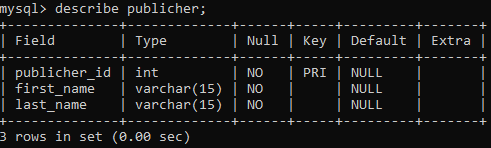 mysql> describe publicher;
+--------------+-------------+------+-----+---------+-------+
| Field        | Type        | Null | Key | Default | Extra |
+--------------+-------------+------+-----+---------+-------+
| publicher_id | int         | NO   | PRI | NULL    |       |
| first_name   | varchar(15) | NO   |     | NULL    |       |
| last_name    | varchar(15) | NO   |     | NULL    |       |
+--------------+-------------+------+-----+---------+-------+
3 rows in set (0.00 sec)